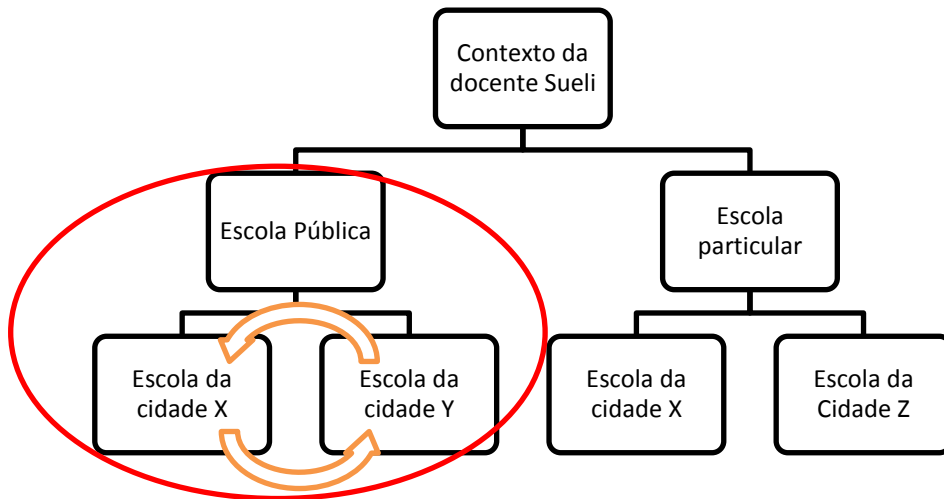 Contexto da
docente Sueli
Escola Pública
Escola
particular
Escola da
cidade X
Escola da
cidade Y
Escola da
cidade X
Escola da
Cidade Z